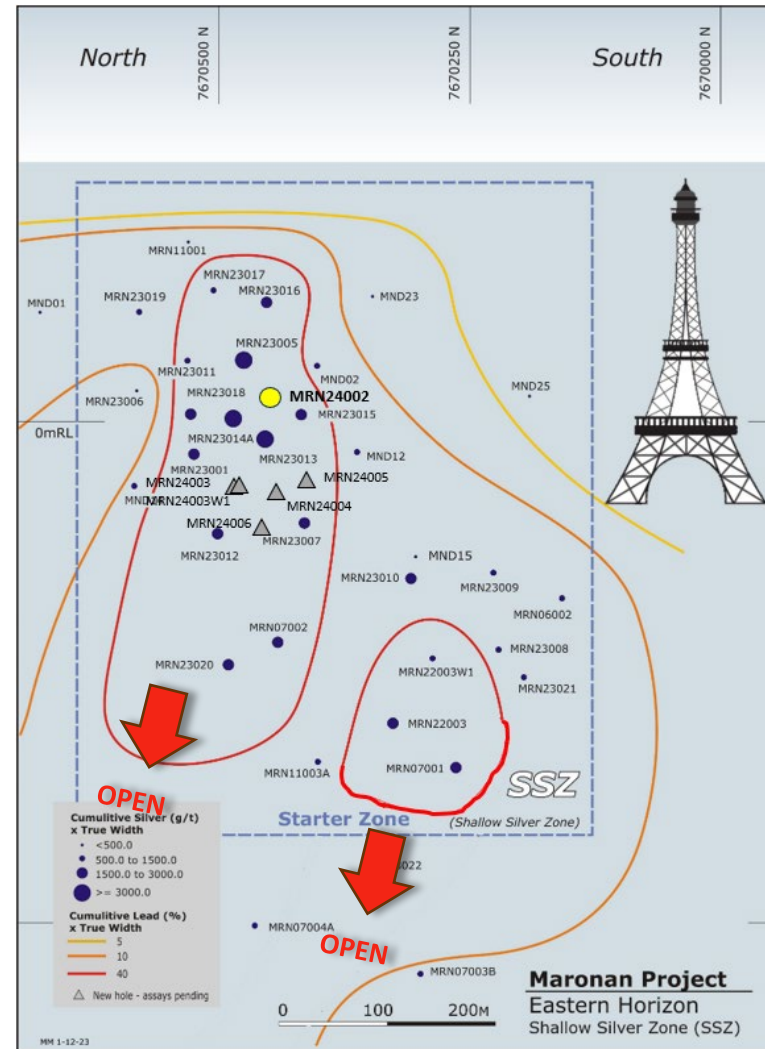 North
7670500 N
7670250 N
South
7670000 N
MRN11001
MRN23017
MRN23016
MRN23019
MND01
MND23
MRN23005
MRN23011
MND02
MRN23006
MRN23018
MRN24002
MND25
MRN23015
0mRL
MRN23014A
MRN23013
MND12
MRN23001
MRN24005
MRN24003
MRN24003W1
MRN24004
MRN24006
MRN23007
MRN23012
MND15
MRN23010
MRN23009
MRN06002
MRN07002
MRN23008
MRN23020
MRN22003W1
MRN23021
MRN22003
MRN07001
MRN11003A
SSZ
OPEN
Starter Zone
(Shallow Silver Zone)
Cumulitive Silver (g/t)
x True Width
<500.0
500.0 to 1500.0
1500.0 to 3000.0
>= 3000.0
Cumulitive Lead (%)
x True Width
5
10
40
New hole - assays pending
MRN07004A
OPEN
MRN07003B
Maronan Project
Eastern Horizon
Shallow Silver Zone (SSZ)
0 100 200M
MM 1-12-23